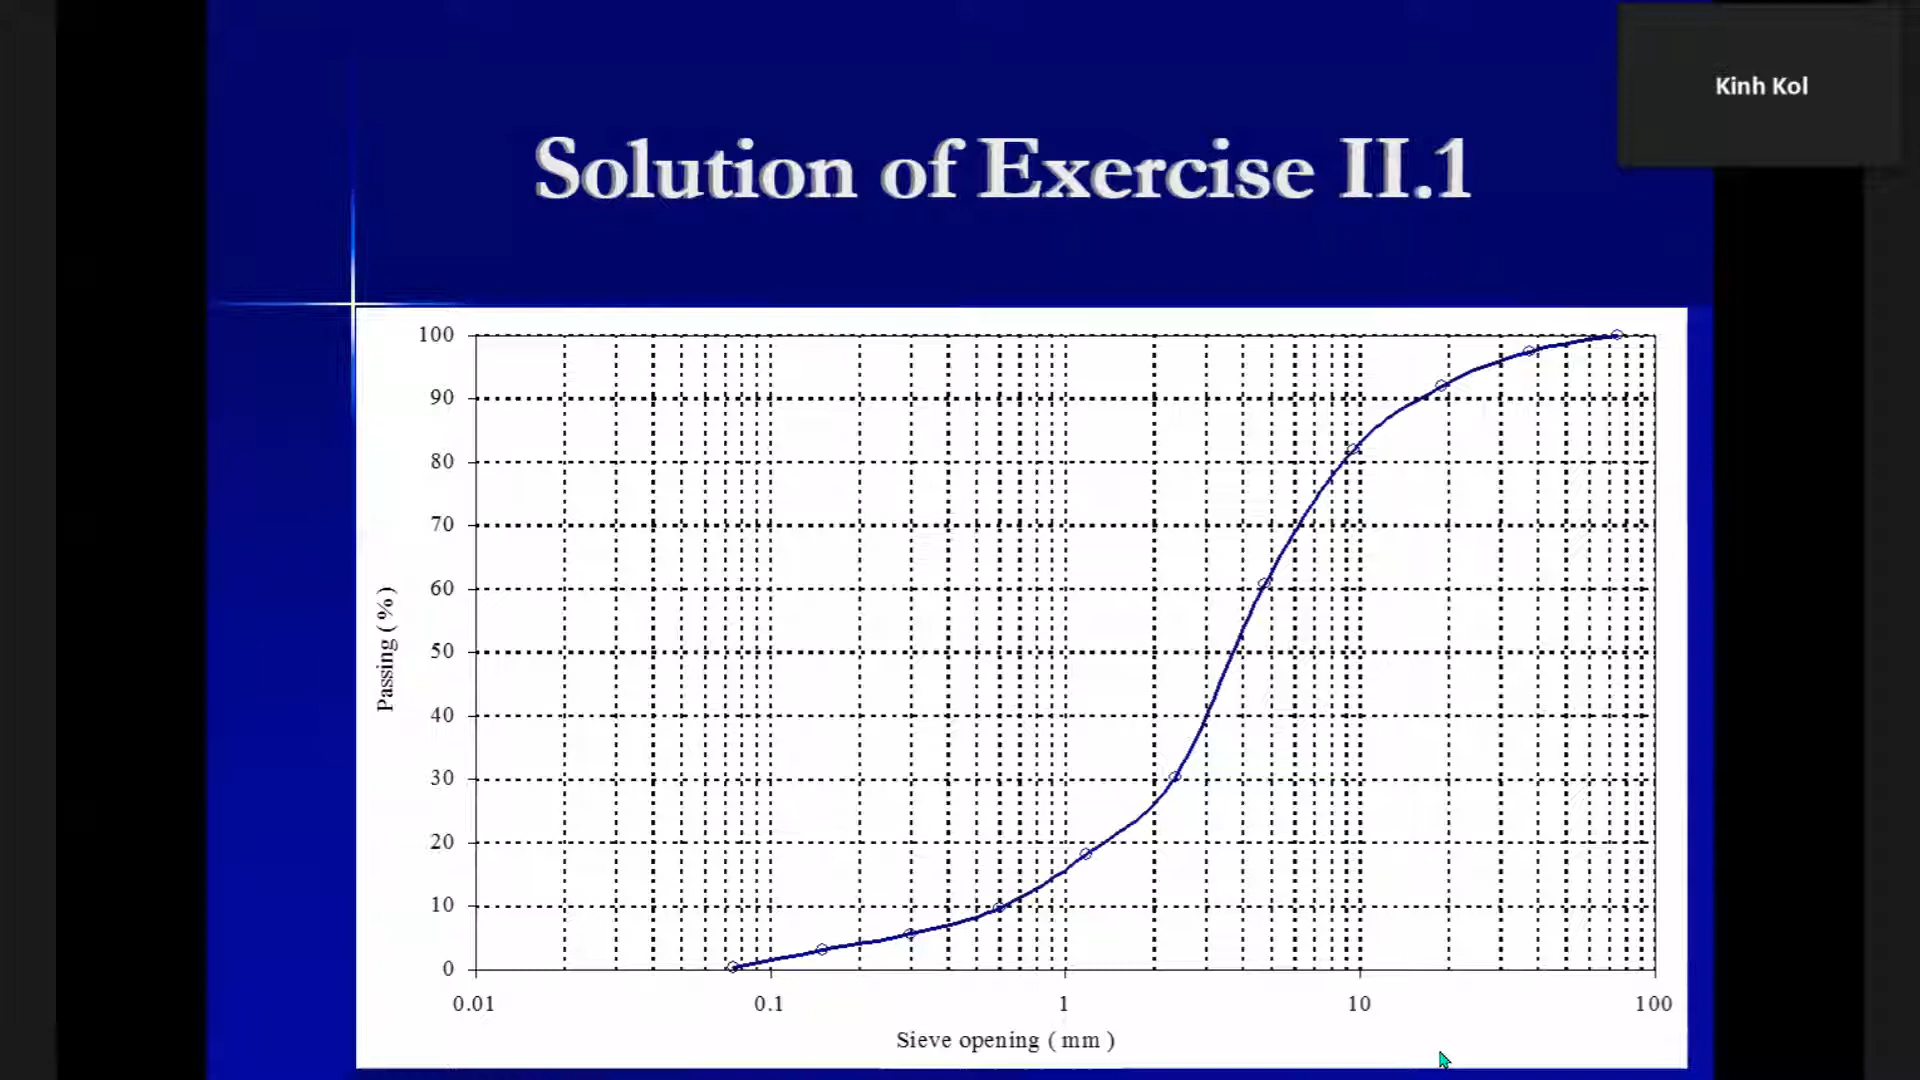 Kinh Kol
Solution of Exercise II.1
100
90
80
70
60
50
40
30
20
10
0
Passing ( % )
0.01 0.1 1 10 100
Sieve opening ( mm )